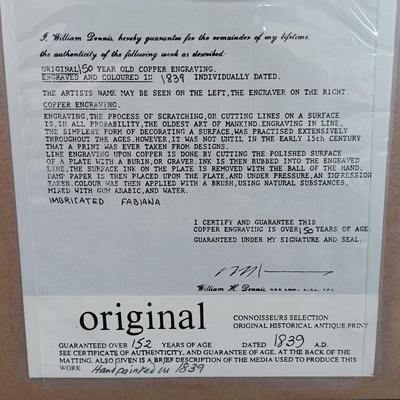 I, William Dennis, hereby guarantee for the remainder of my lifetime,
the authenticity of the following work as described:
ORIGINAL 150 YEAR OLD COPPER ENGRAVING.
ENGRAVED AND COLOURED IN 1839 INDIVIDUALLY DATED.
THE ARTISTS NAME MAY BE SEEN ON THE LEFT, THE ENGRAVER ON THE RIGHT.
COPPER ENGRAVING.
ENGRAVING, THE PROCESS OF SCRATCHING, OR CUTTING LINES ON A SURFACE
IS, IN ALL PROBABILITY, THE OLDEST ART OF MANKIND. ENGRAVING IN LINE,
THE SIMPLEST FORM OF DECORATING A SURFACE, WAS PRACTISED EXTENSIVELY
THROUGHOUT THE AGES. HOWEVER, IT WAS NOT UNTIL IN THE EARLY 15th CENTURY
THAT A PRINT WAS EVER TAKEN FROM DESIGNS.
LINE ENGRAVING UPON COPPER IS DONE BY CUTTING THE POLISHED SURFACE
OF A PLATE WITH A BURIN, OR GRAVER. INK IS THEN RUBBED INTO THE ENGRAVED
LINE, THE SURFACE INK ON THE PLATE IS REMOVED WITH THE BALL OF THE HAND.
DAMP PAPER IS THEN PLACED UPON THE PLATE, AND UNDER PRESSURE, AN IMPRESSION
TAKEN. COLOUR WAS THEN APPLIED WITH A BRUSH, USING NATURAL SUBSTANCES,
MIXED WITH GUM ASABIC, AND WATER.
IMBRICATED FABIANA
I CERTIFY AND GUARANTEE THIS
COPPER ENGRAVING IS OVER 150 YEARS OF AGE.
GUARANTEED UNDER MY SIGNATURE AND SEAL.
William H. Dennis,
original
CONNOISSEURS SELECTION
ORIGINAL HISTORICAL ANTIQUE PRINT
GUARANTEED OVER 152 YEARS OF AGE DATED 1839 A.D.
SEE CERTIFICATE OF AUTHENTICITY, AND GUARANTEE OF AGE, AT THE BACK OF THE
MATTING. ALSO GIVEN IS A BRIEF DESCRIPTION OF THE MEDIA USED TO PRODUCE THIS
WORK. Handpainted in 1839